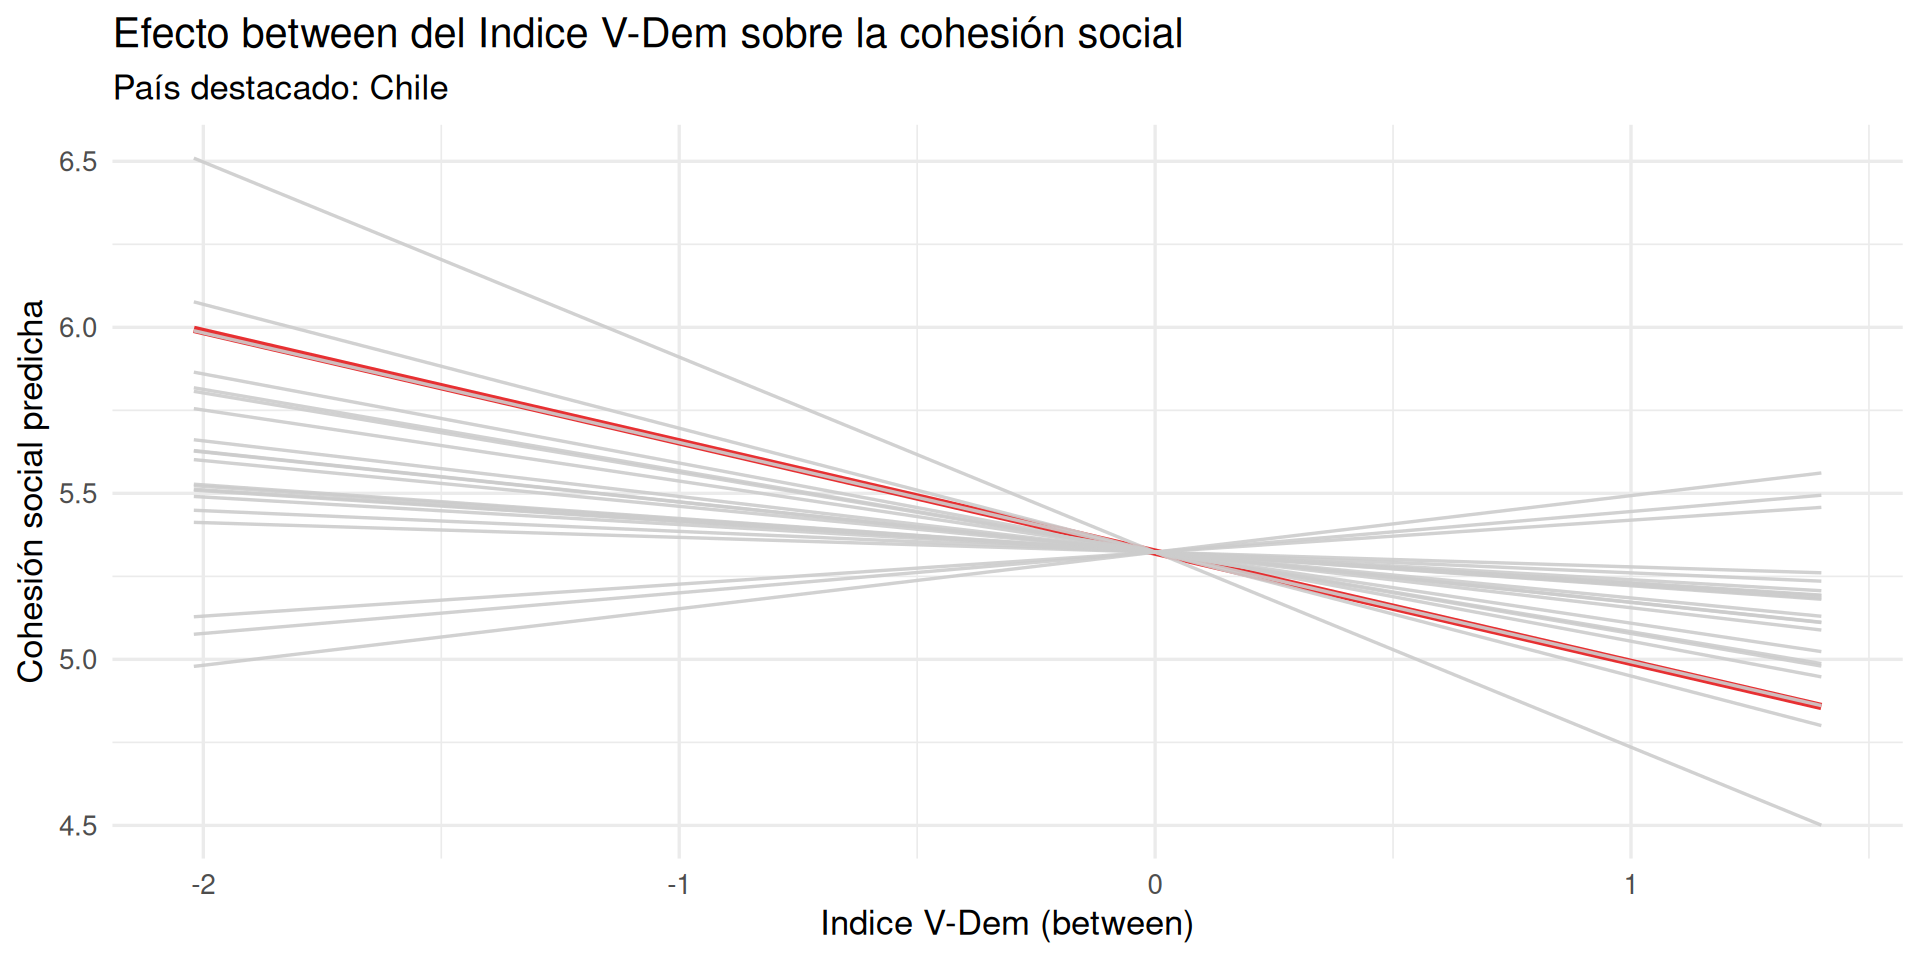 Efecto between del Indice V-Dem sobre la cohesión social
País destacado: Chile
6.5
6.0
5.5
5.0
4.5
Cohesión social predicha
-2 -1 0 1
Indice V-Dem (between)